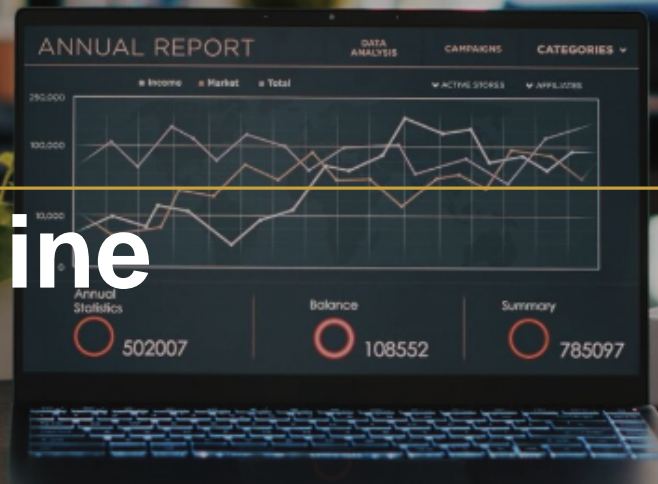 ANNUAL REPORT
DATA
ANALYSIS
CAMPAIGNS
CATEGORIES
Income Market Total
ACTIVE STORES
AFFILIATES
250,000
100,000
10,000
0
ine
Annual
Statistics
502007
Balance
108552
Summary
785097